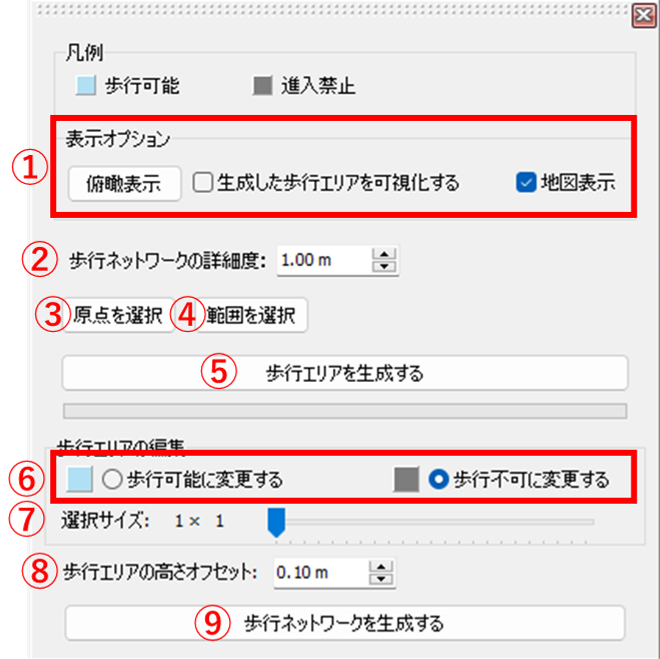 凡例
歩行可能 進入禁止
表示オプション
① 俯瞰表示 生成した歩行エリアを可視化する 地図表示
② 歩行ネットワークの詳細度: 1.00 m
③ 原点を選択 ④ 範囲を選択
⑤ 歩行エリアを生成する
歩行エリアの編集
⑥ 歩行可能に変更する 歩行不可に変更する
⑦ 選択サイズ: 1 × 1
⑧ 歩行エリアの高さオフセット: 0.10 m
⑨ 歩行ネットワークを生成する